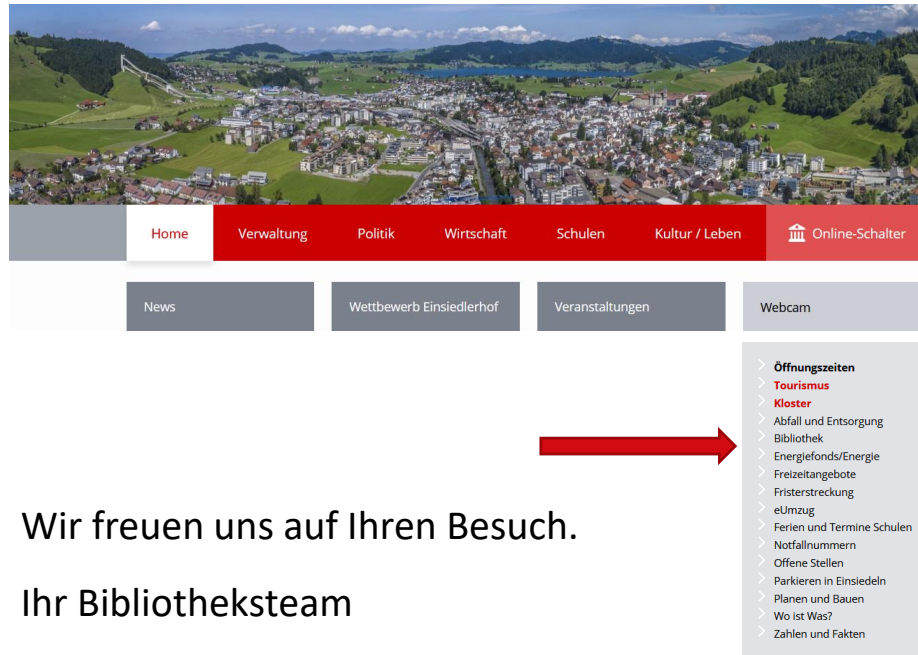 Home Verwaltung Politik Wirtschaft Schulen Kultur / Leben Online-Schalter
News Wettbewerb Einsiedlerhof Veranstaltungen Webcam
Öffnungszeiten
Tourismus
Kloster
Abfall und Entsorgung
Bibliothek
Energiefonds/Energie
Freizeitangebote
Fristerstreckung
eUmzug
Ferien und Termine Schulen
Notfallnummern
Offene Stellen
Parkieren in Einsiedeln
Planen und Bauen
Wo ist Was?
Zahlen und Fakten
Wir freuen uns auf Ihren Besuch.
Ihr Bibliotheksteam